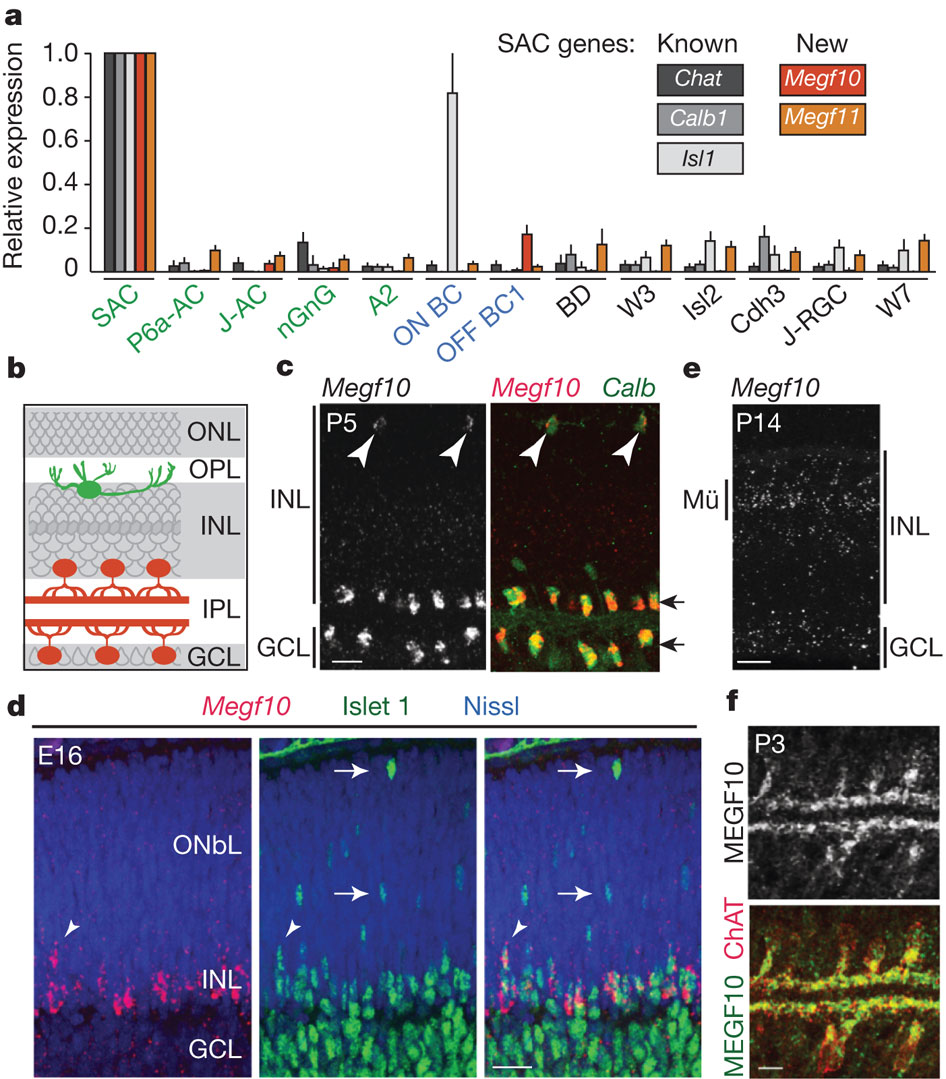 a
SAC genes: Known New
Chat Megf10
Calb1 Megf11
Isl1
Relative expression
1.0
0.8
0.6
0.4
0.2
0
SAC P6a-AC J-AC nGnG A2 ON BC OFF BC1 BD W3 Isl2 Cdh3 J-RGC W7
b
ONL
OPL
INL
IPL
GCL
c
Megf10 Megf10 Calb
P5
INL
GCL
e
Megf10
P14
Mü
INL
GCL
d
Megf10 Islet 1 Nissl
E16
ONbL
INL
GCL
f
P3
MEGF10
MEGF10 ChAT